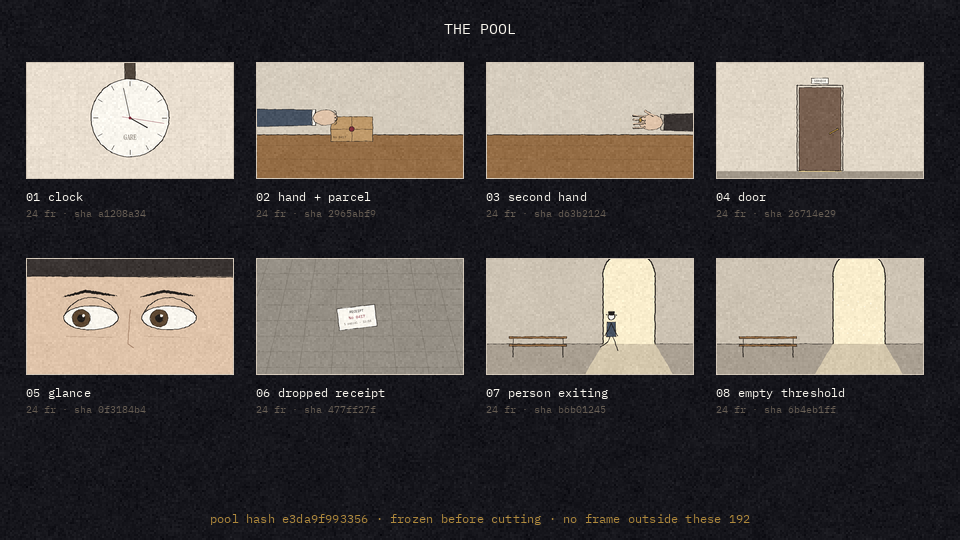 THE POOL
GARE
01 clock
24 fr · sha a1208a34
02 hand + parcel
24 fr · sha 2965abf9
03 second hand
24 fr · sha d63b2124
04 door
24 fr · sha 26714e29
RECEIPT
05 glance
24 fr · sha 0f3184b4
06 dropped receipt
24 fr · sha 477ff27f
07 person exiting
24 fr · sha b6b01245
08 empty threshold
24 fr · sha 0b4eb1ff
pool hash e3da9f993356 · frozen before cutting · no frame outside these 192